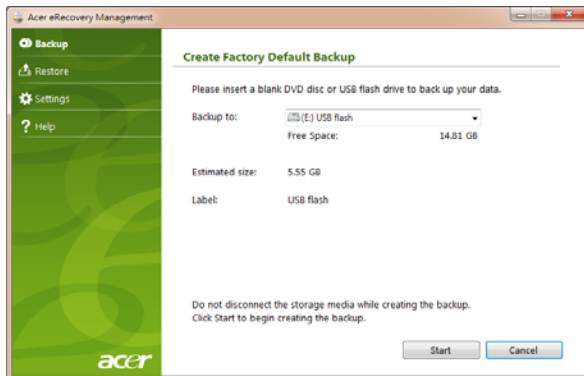 Acer eRecovery Management
Backup
Restore
Settings
Help
Create Factory Default Backup
Please insert a blank DVD disc or USB flash drive to back up your data.
Backup to: (E:) USB flash
Free Space: 14.81 GB
Estimated size: 5.55 GB
Label: USB flash
Do not disconnect the storage media while creating the backup.
Click Start to begin creating the backup.
Start Cancel
acer